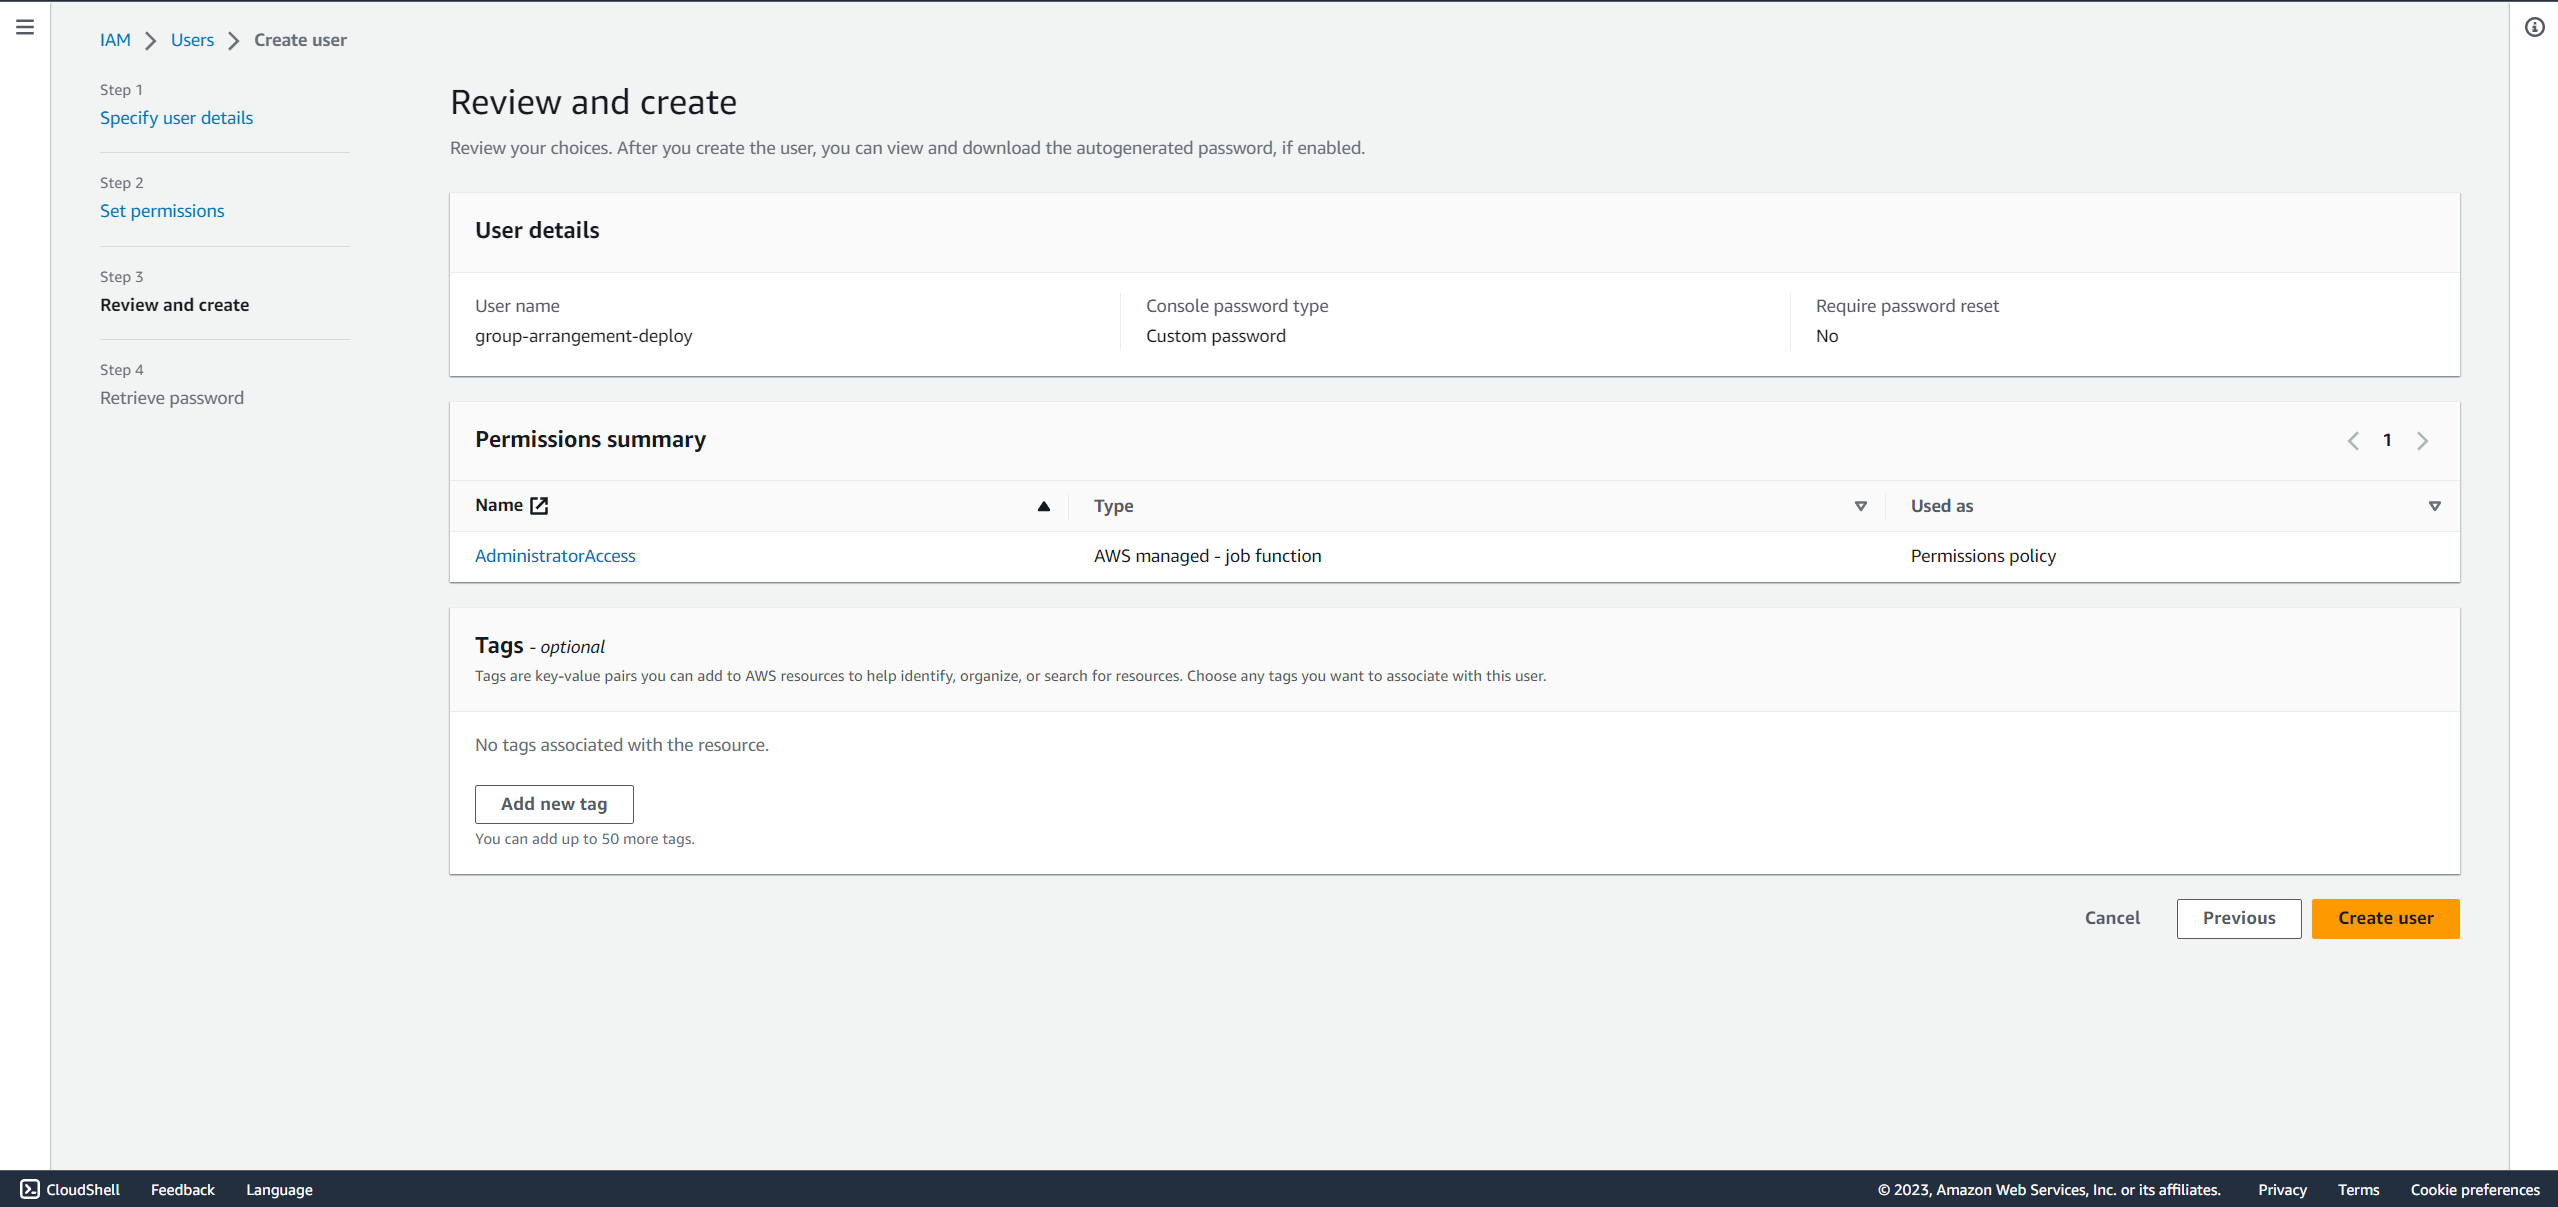 IAM > Users > Create user
Step 1
Specify user details
Step 2
Set permissions
Step 3
Review and create
Step 4
Retrieve password
Review and create
Review your choices. After you create the user, you can view and download the autogenerated password, if enabled.
User details
User name
group-arrangement-deploy
Console password type
Custom password
Require password reset
No
Permissions summary
1
Name Type Used as
AdministratorAccess AWS managed - job function Permissions policy
Tags - optional
Tags are key-value pairs you can add to AWS resources to help identify, organize, or search for resources. Choose any tags you want to associate with this user.
No tags associated with the resource.
Add new tag
You can add up to 50 more tags.
Cancel Previous Create user
CloudShell Feedback Language © 2023, Amazon Web Services, Inc. or its affiliates. Privacy Terms Cookie preferences